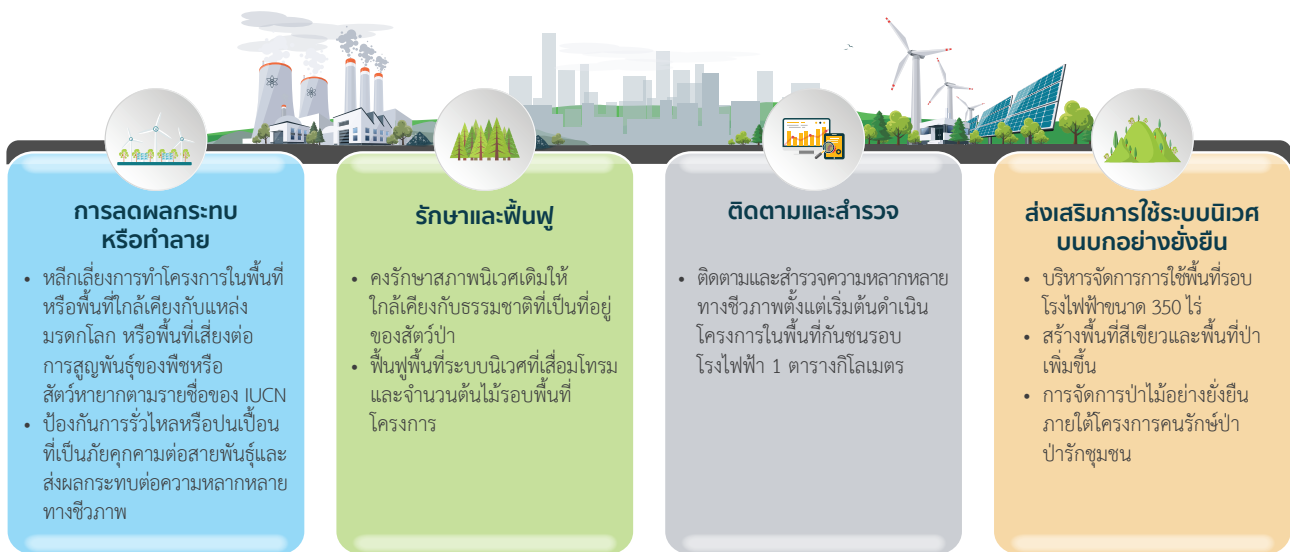 การลดผลกระทบ
หรือทำลาย
• หลีกเลี่ยงการทำโครงการในพื้นที่
หรือพื้นที่ใกล้เคียงกับแหล่ง
มรดกโลก หรือพื้นที่เสี่ยงต่อ
การสูญพันธุ์ของพืชหรือ
สัตว์หายากตามรายชื่อของ IUCN
• ป้องกันการรั่วไหลหรือปนเปื้อน
ที่เป็นภัยคุกคามต่อสายพันธุ์และ
ส่งผลกระทบต่อความหลากหลาย
ทางชีวภาพ
รักษาและฟื้นฟู
• คงรักษาสภาพนิเวศเดิมให้
ใกล้เคียงกับธรรมชาติที่เป็นที่อยู่
ของสัตว์ป่า
• ฟื้นฟูพื้นที่ระบบนิเวศที่เสื่อมโทรม
และจำนวนต้นไม้รอบพื้นที่
โครงการ
ติดตามและสำรวจ
• ติดตามและสำรวจความหลากหลาย
ทางชีวภาพตั้งแต่เริ่มต้นดำเนิน
โครงการในพื้นที่กันชนรอบ
โรงไฟฟ้า 1 ตารางกิโลเมตร
ส่งเสริมการใช้ระบบนิเวศ
บนบกอย่างยั่งยืน
• บริหารจัดการการใช้พื้นที่รอบ
โรงไฟฟ้าขนาด 350 ไร่
• สร้างพื้นที่สีเขียวและพื้นที่ป่า
เพิ่มขึ้น
• การจัดการป่าไม้อย่างยั่งยืน
ภายใต้โครงการคนรักษ์ป่า
ป่ารักชุมชน